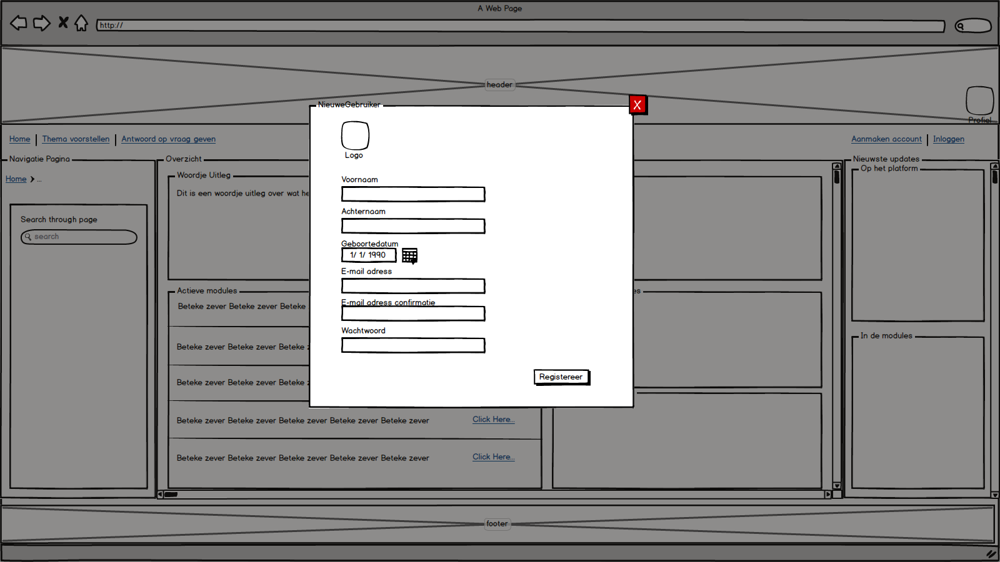 A Web Page
http://
header
Profiel
Home
Thema voorstellen
Antwoord op vraag geven
Aanmaken account
Inloggen
Navigatie Pagina
Home
...
Search through page
search
Overzicht
Woordje Uitleg
Dit is een woordje uitleg over wat he
Actieve modules
Beteke zever Beteke zever Beteke
Beteke zever Beteke zever Beteke
Beteke zever Beteke zever Beteke
Beteke zever Beteke zever Beteke zever Beteke zever Beteke zever
Click Here...
Beteke zever Beteke zever Beteke zever Beteke zever Beteke zever
Click Here...
NieuweGebruiker
X
Logo
Voornaam
Achternaam
Geboortedatum
1/ 1/ 1990
E-mail adress
E-mail adress confirmatie
Wachtwoord
Registereer
Nieuwste updates
Op het platform
In de modules
footer